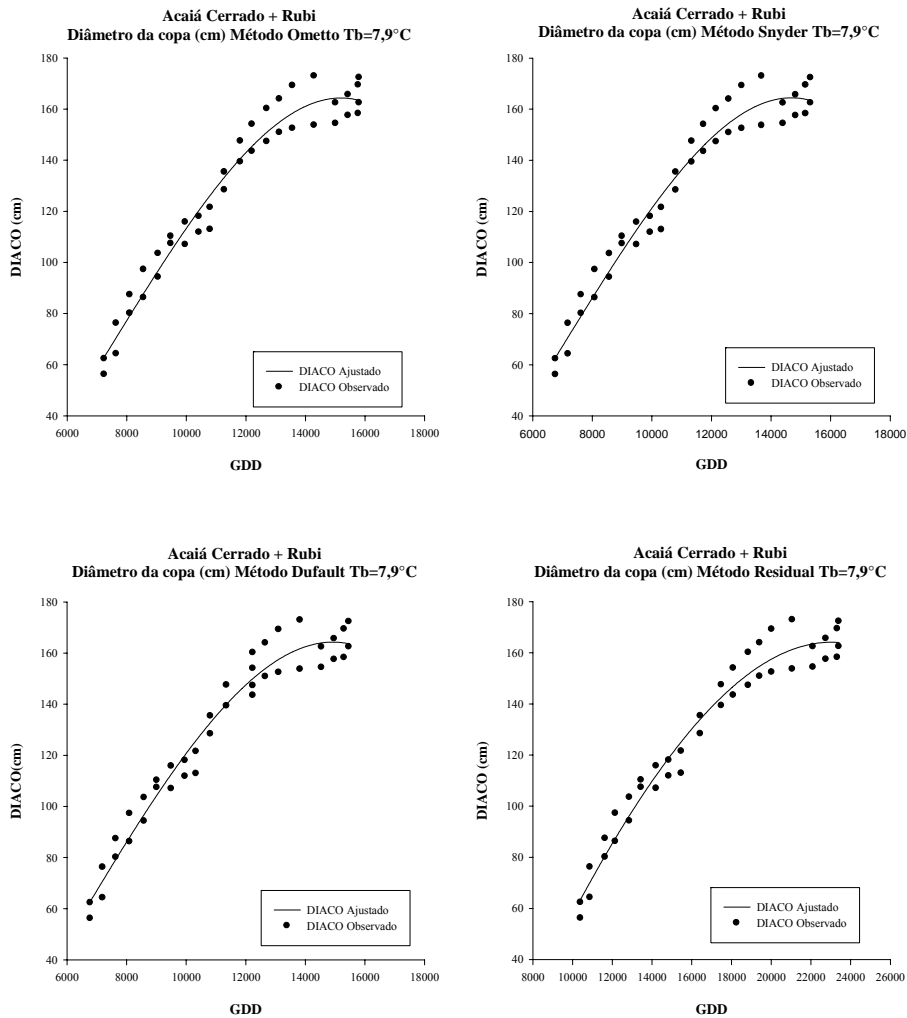 Acaiá Cerrado + Rubi
Diâmetro da copa (cm) Método Ometto Tb=7,9°C
DIACO (cm)
180
160
140
120
100
80
60
40
6000 8000 10000 12000 14000 16000 18000
GDD
DIACO Ajustado
DIACO Observado
Acaiá Cerrado + Rubi
Diâmetro da copa (cm) Método Snyder Tb=7,9°C
DIACO (cm)
180
160
140
120
100
80
60
40
6000 8000 10000 12000 14000 16000 18000
GDD
DIACO Ajustado
DIACO Observado
Acaiá Cerrado + Rubi
Diâmetro da copa (cm) Método Dufault Tb=7,9°C
DIACO(cm)
180
160
140
120
100
80
60
40
6000 8000 10000 12000 14000 16000 18000
GDD
DIACO Ajustado
DIACO Observado
Acaiá Cerrado + Rubi
Diâmetro da copa (cm) Método Residual Tb=7,9°C
DIACO (cm)
180
160
140
120
100
80
60
40
8000 10000 12000 14000 16000 18000 20000 22000 24000 26000
GDD
DIACO Ajustado
DIACO Observado